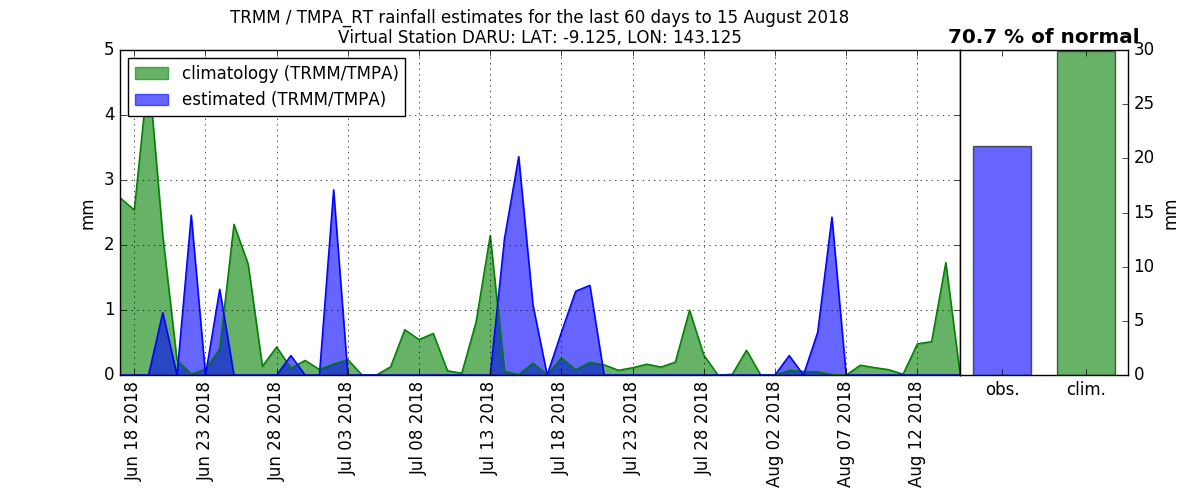 TRMM / TMPA_RT rainfall estimates for the last 60 days to 15 August 2018
Virtual Station DARU: LAT: -9.125, LON: 143.125
70.7 % of normal
climatology (TRMM/TMPA)
estimated (TRMM/TMPA)
mm
5
4
3
2
1
0
Jun 18 2018
Jun 23 2018
Jun 28 2018
Jul 03 2018
Jul 08 2018
Jul 13 2018
Jul 18 2018
Jul 23 2018
Jul 28 2018
Aug 02 2018
Aug 07 2018
Aug 12 2018
obs.
clim.
30
25
20
15
10
5
0
mm